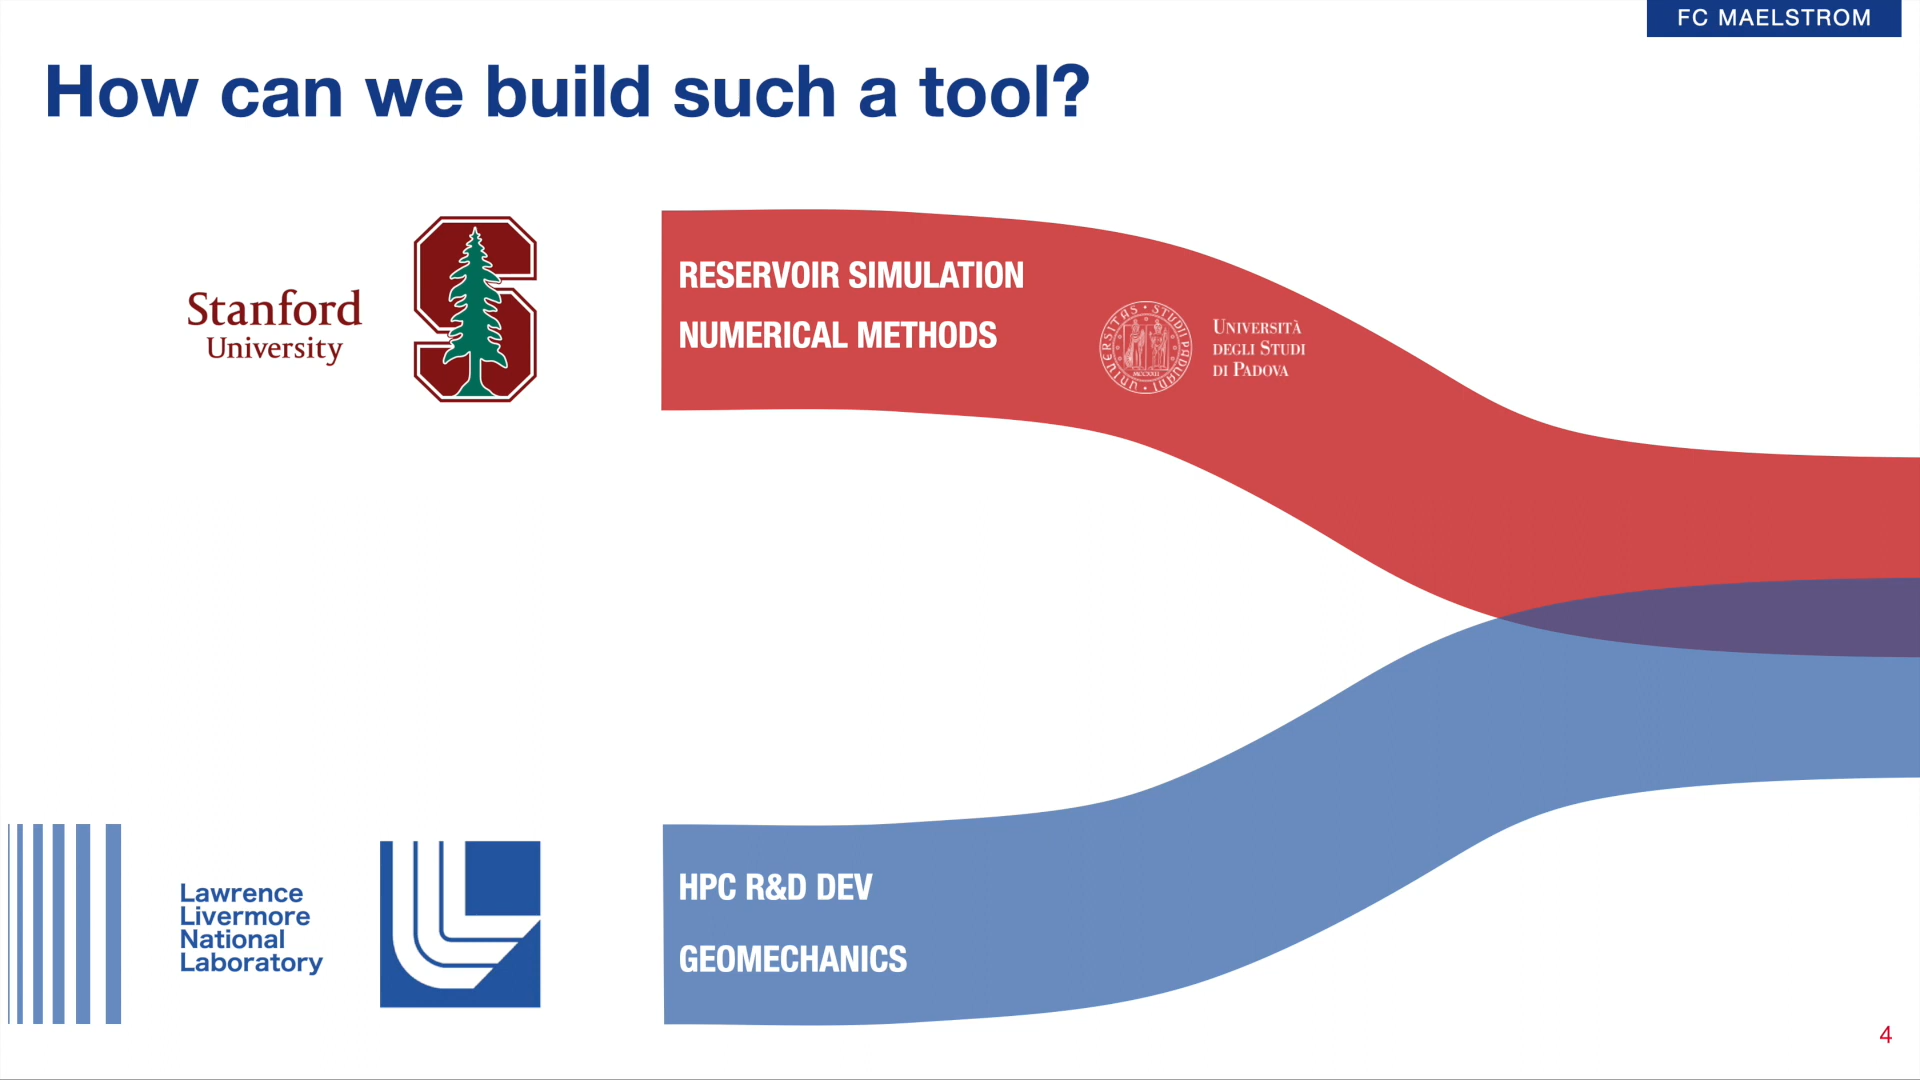 FC MAELSTROM
How can we build such a tool?
Stanford
University
RESERVOIR SIMULATION
NUMERICAL METHODS
UNIVERSITÀ
DEGLI STUDI
DI PADOVA
Lawrence
Livermore
National
Laboratory
HPC R&D DEV
GEOMECHANICS
4